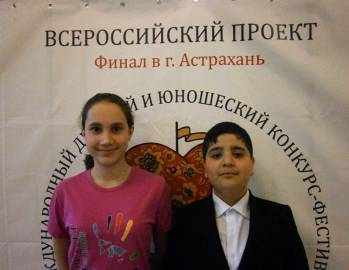 ВСЕРОССИЙСКИЙ ПРОЕКТ
Финал в г. Астрахань
И ЮНОШЕСКИЙ КОНКУРС-ФЕСТИ